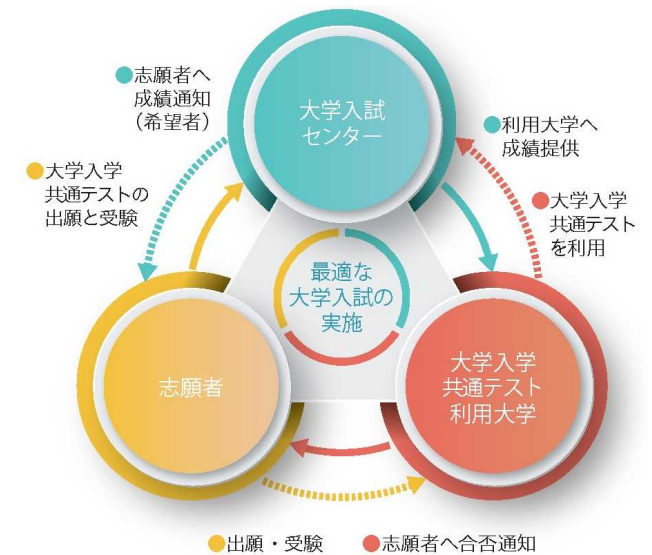 ●志願者へ
成績通知
（希望者）
大学入試
センター
●利用大学へ
成績提供
●大学入学
共通テストの
出願と受験
●大学入学
共通テスト
を利用
最適な
大学入試の
実施
志願者
大学入学
共通テスト
利用大学
●出願・受験
●志願者へ合否通知